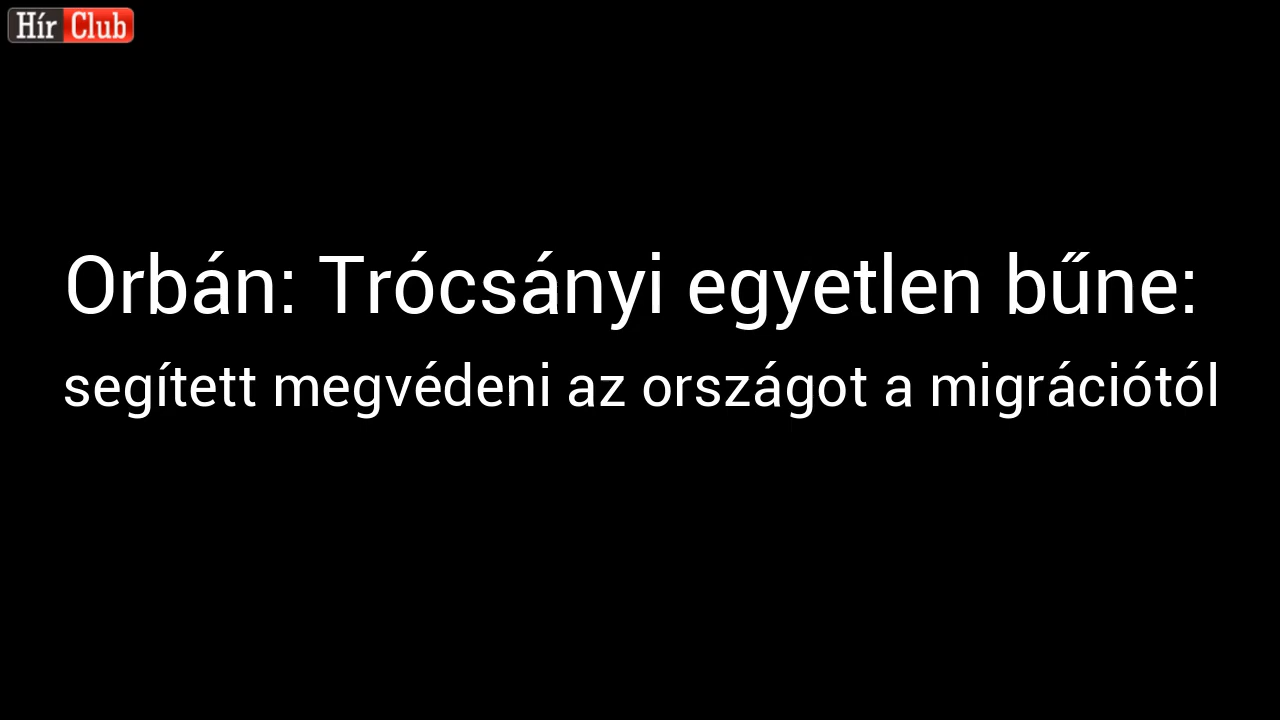 Hír Club
Orbán: Trócsányi egyetlen bűne:
segített megvédeni az országot a migrációtól